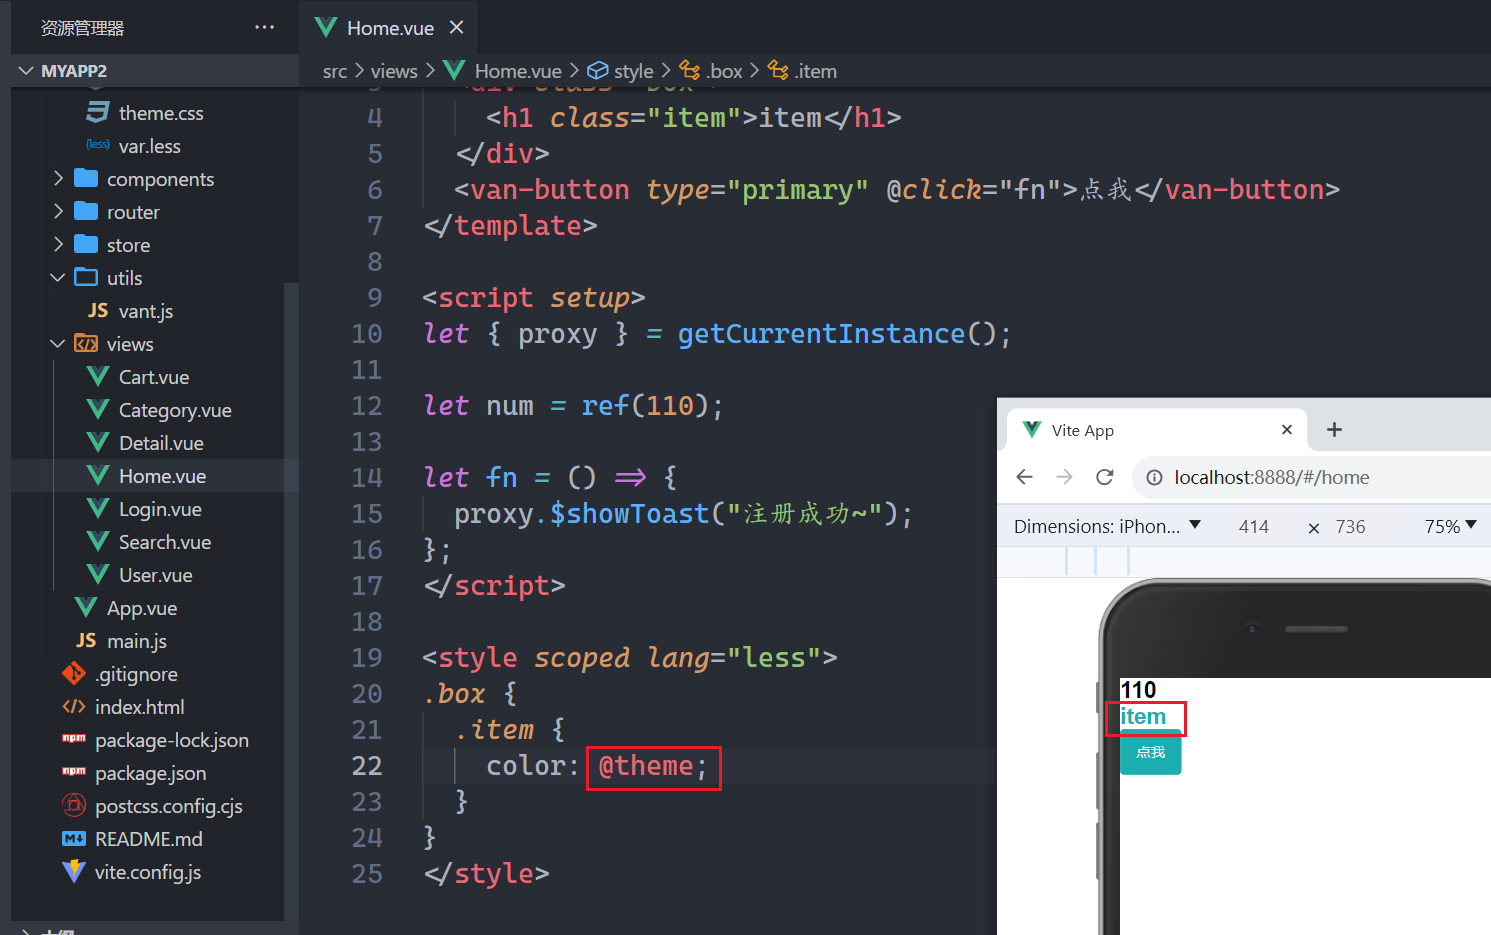 资源管理器
MYAPP2
theme.css
{less} var.less
components
router
store
utils
JS vant.js
views
Cart.vue
Category.vue
Detail.vue
Home.vue
Login.vue
Search.vue
User.vue
App.vue
JS main.js
.gitignore
index.html
npm package-lock.json
npm package.json
postcss.config.cjs
README.md
vite.config.js
Home.vue
src > views > Home.vue > style > .box > .item
4 <h1 class="item">item</h1>
5 </div>
6 <van-button type="primary" @click="fn">点我</van-button>
7 </template>
8
9 <script setup>
10 let { proxy } = getCurrentInstance();
11
12 let num = ref(110);
13
14 let fn = () => {
15 proxy.$showToast("注册成功~");
16 };
17 </script>
18
19 <style scoped lang="less">
20 .box {
21 .item {
22 color: @theme;
23 }
24 }
25 </style>
Vite App
localhost:8888/#/home
Dimensions: iPhon... 414 × 736 75%
110
item
点我